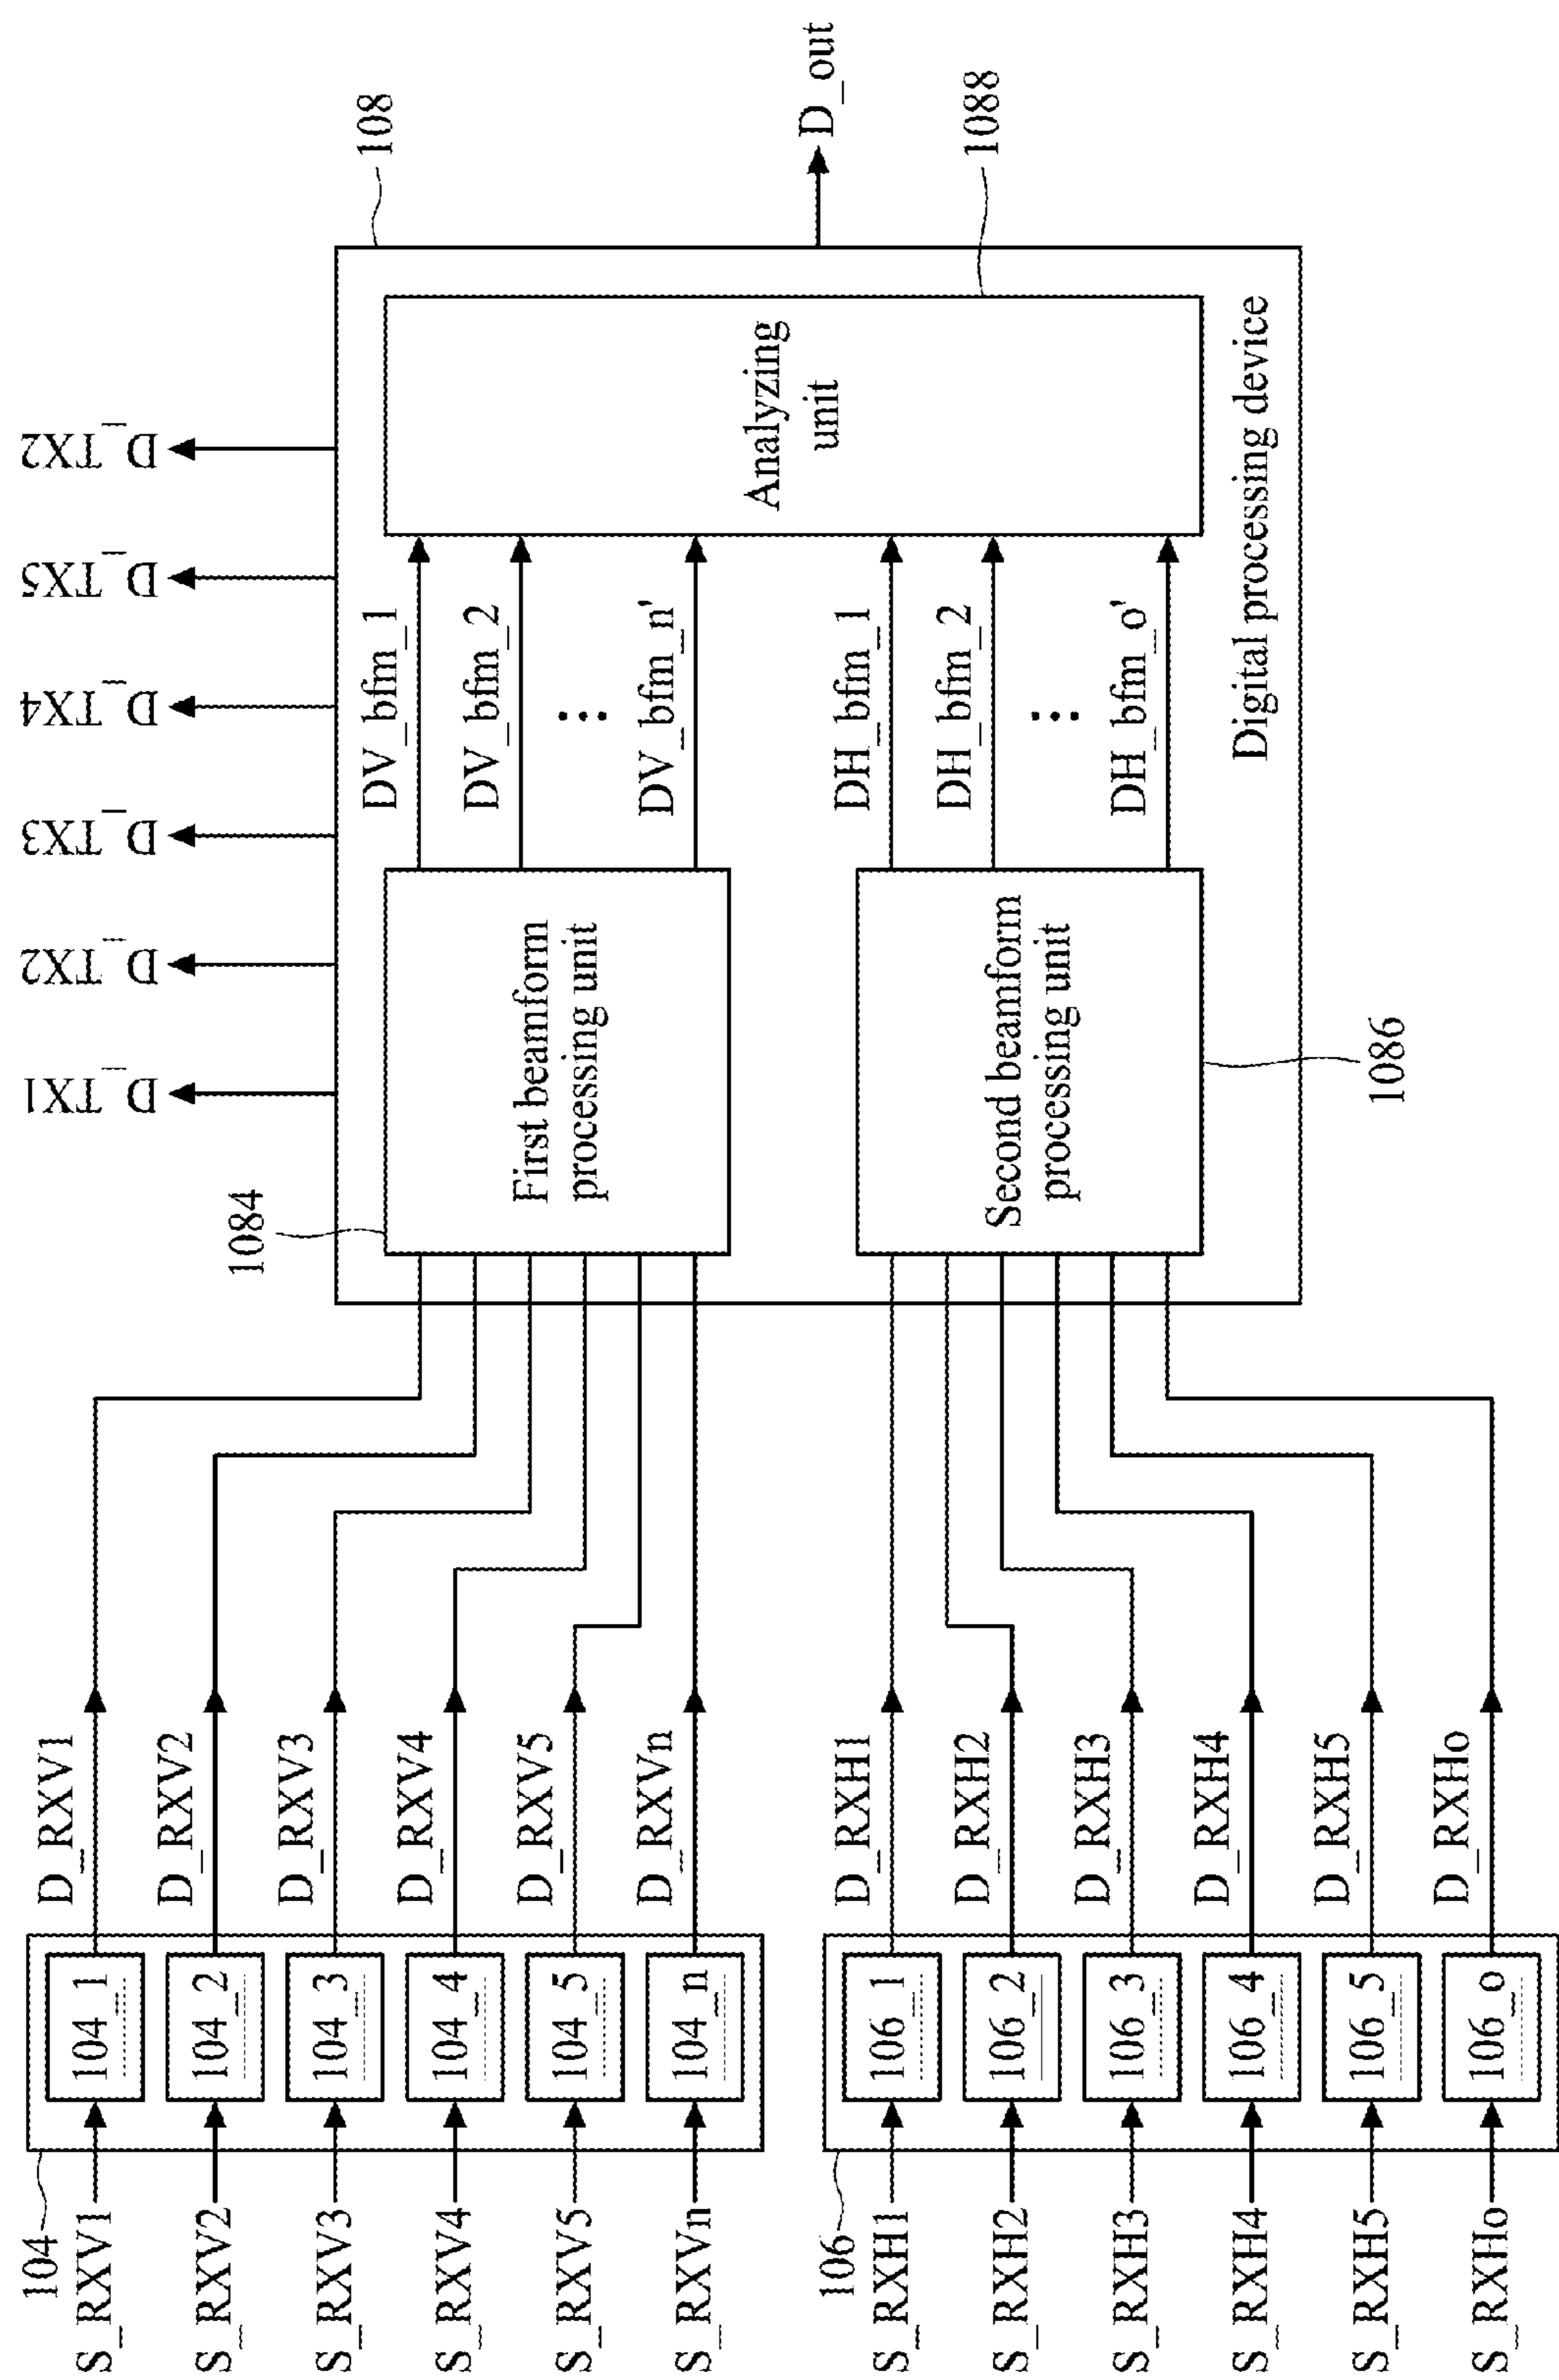 D_TX1
D_TX2
D_TX3
D_TX4
D_TX5
D_TX2
104
S_RXV1
104_1
D_RXV1
S_RXV2
104_2
D_RXV2
S_RXV3
104_3
D_RXV3
S_RXV4
104_4
D_RXV4
S_RXV5
104_5
D_RXV5
S_RXVn
104_n
D_RXVn
106
S_RXH1
106_1
D_RXH1
S_RXH2
106_2
D_RXH2
S_RXH3
106_3
D_RXH3
S_RXH4
106_4
D_RXH4
S_RXH5
106_5
D_RXH5
S_RXHo
106_o
D_RXHo
1084
First beamform
processing unit
Second beamform
processing unit
1086
DV_bfm_1
DV_bfm_2
⋮
DV_bfm_n'
DH_bfm_1
DH_bfm_2
⋮
DH_bfm_o'
Analyzing
unit
Digital processing device
108
D_out
1088